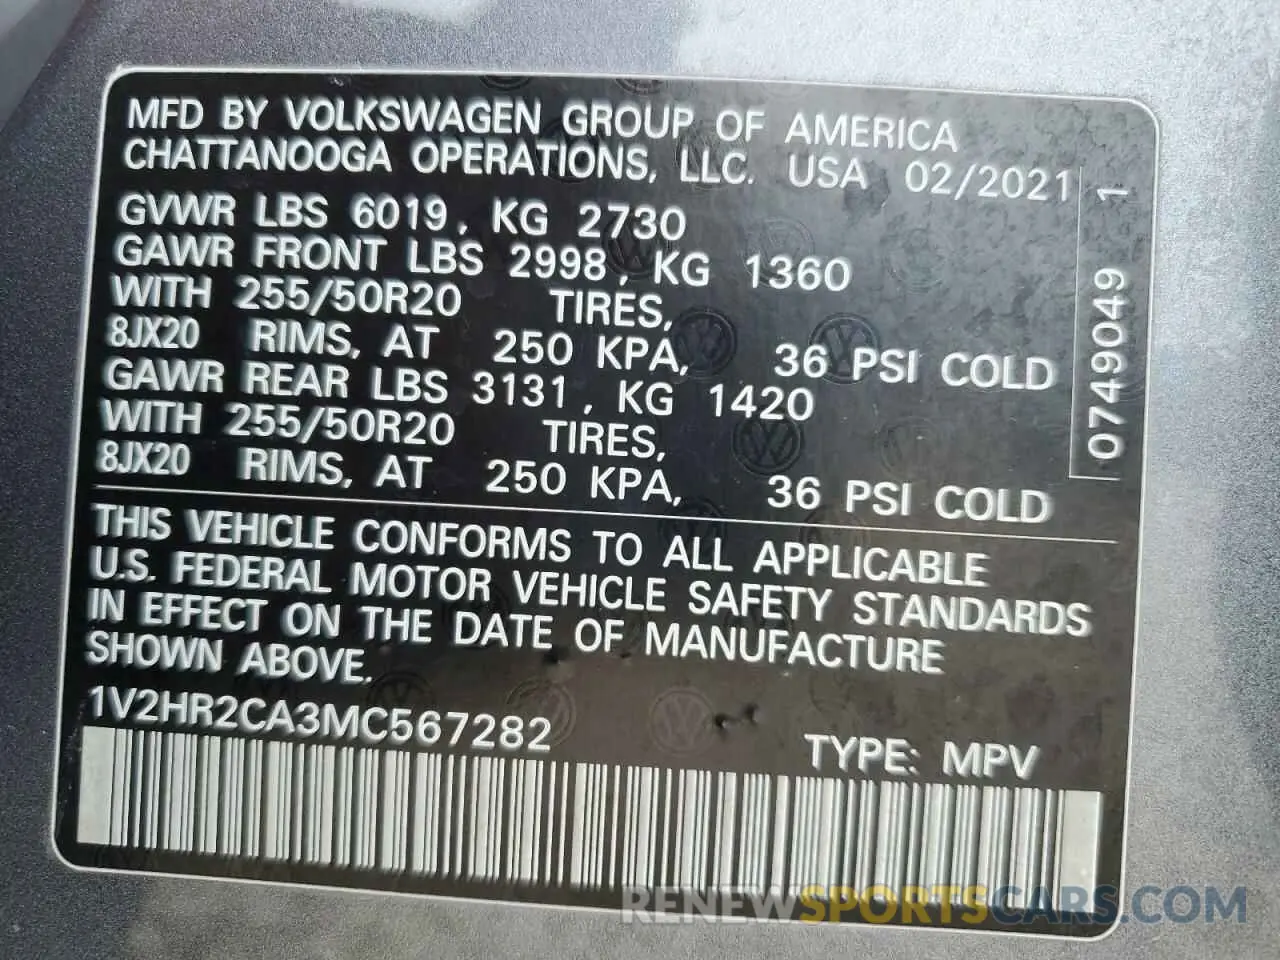 MFD BY VOLKSWAGEN GROUP OF AMERICA
CHATTANOOGA OPERATIONS, LLC. USA 02/2021
GVWR LBS 6019, KG 2730
GAWR FRONT LBS 2998, KG 1360
WITH 255/50R20 TIRES,
8JX20 RIMS, AT 250 KPA, 36 PSI COLD
GAWR REAR LBS 3131, KG 1420
WITH 255/50R20 TIRES,
8JX20 RIMS, AT 250 KPA, 36 PSI COLD
0749049 1
THIS VEHICLE CONFORMS TO ALL APPLICABLE
U.S. FEDERAL MOTOR VEHICLE SAFETY STANDARDS
IN EFFECT ON THE DATE OF MANUFACTURE
SHOWN ABOVE.
1V2HR2CA3MC567282
TYPE: MPV
RENEWSPORTSCARS.COM